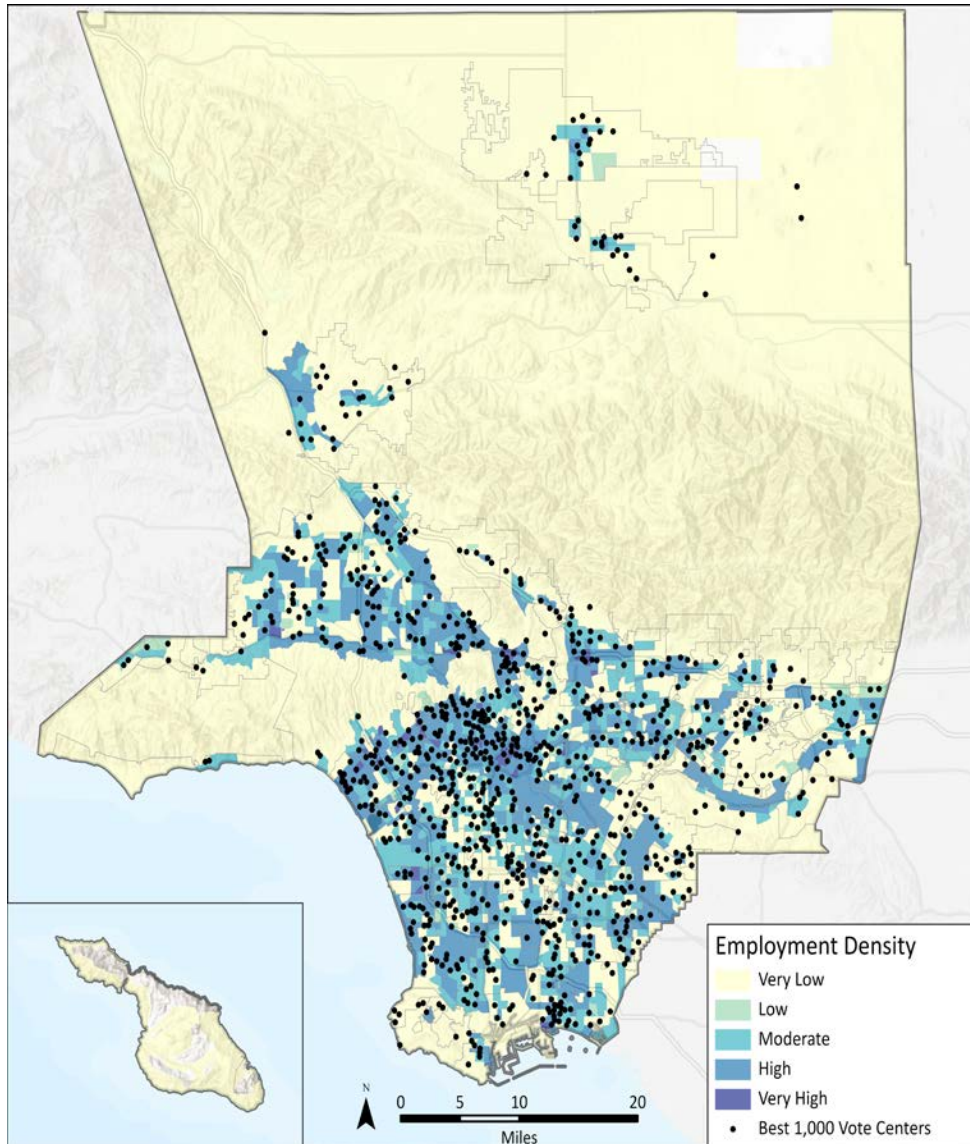 Employment Density
Very Low
Low
Moderate
High
Very High
Best 1,000 Vote Centers
N
0 5 10 20
Miles